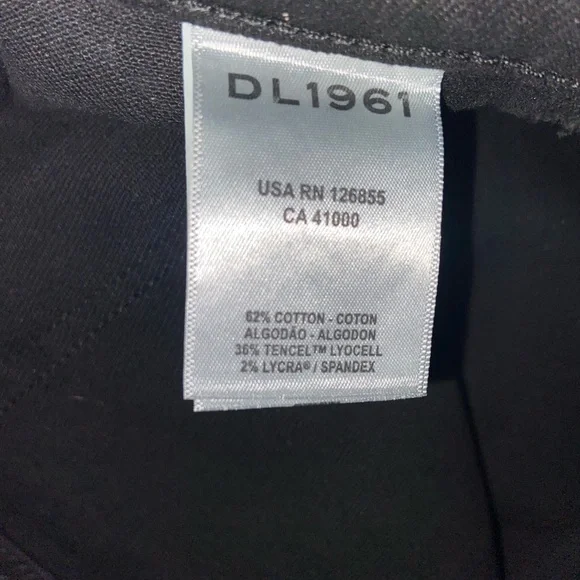 DL1961
USA RN 126855
CA 41000
62% COTTON - COTON
ALGODÃO - ALGODON
36% TENCEL™ LYOCELL
2% LYCRA® / SPANDEX